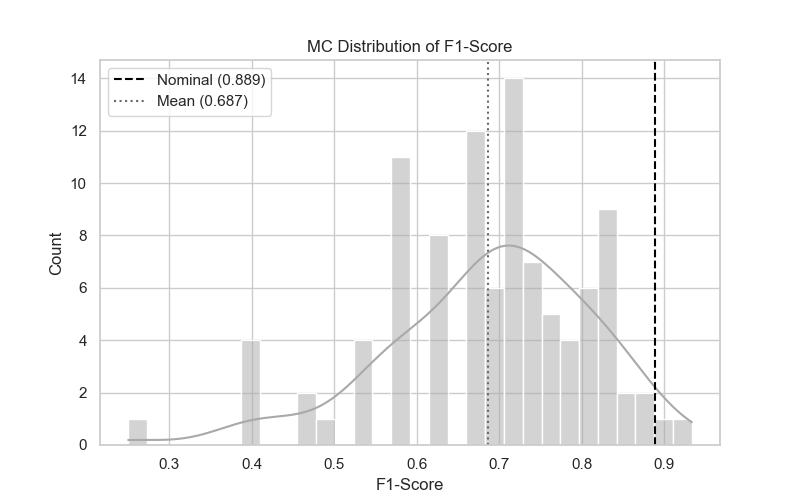 MC Distribution of F1-Score
Nominal (0.889)
Mean (0.687)
14
12
10
8
6
4
2
0
Count
0.3 0.4 0.5 0.6 0.7 0.8 0.9
F1-Score